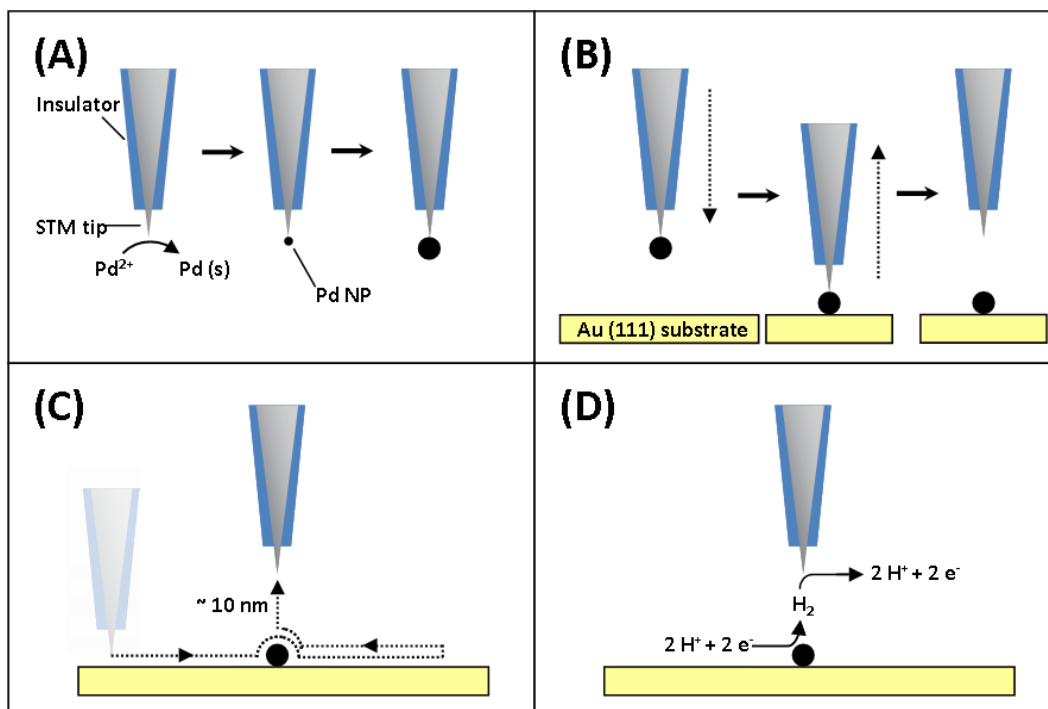 (A)
Insulator
STM tip
Pd²⁺
Pd (s)
Pd NP
(B)
Au (111) substrate
(C)
~ 10 nm
(D)
2 H⁺ + 2 e⁻
H₂
2 H⁺ + 2 e⁻